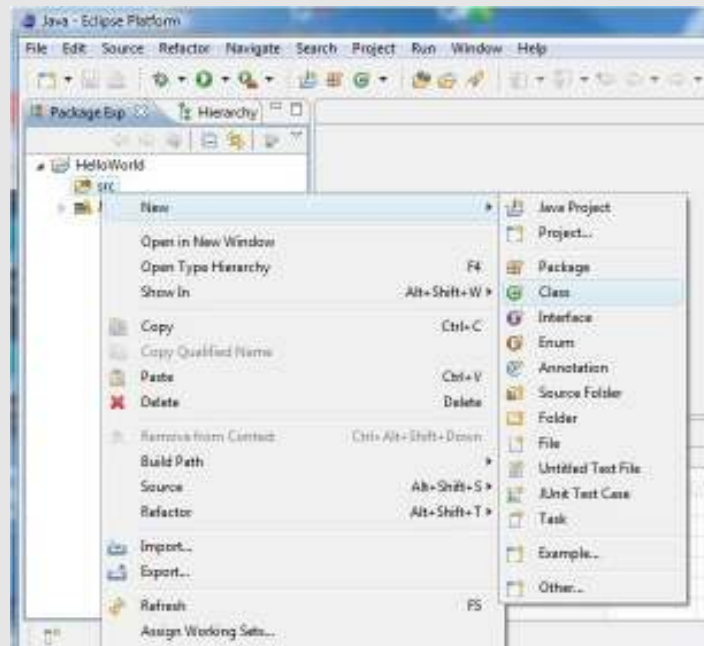 Java - Eclipse Platform
File Edit Source Refactor Navigate Search Project Run Window Help
Package Exp Hierarchy
HelloWorld
src
New
Open in New Window
Open Type Hierarchy F4
Show In Alt+Shift+W
Copy Ctrl+C
Copy Qualified Name
Paste Ctrl+V
Delete Delete
Remove from Context Ctrl+Alt+Shift+Down
Build Path
Source Alt+Shift+S
Refactor Alt+Shift+T
Import...
Export...
Refresh F5
Assign Working Sets...
Java Project
Project...
Package
Class
Interface
Enum
Annotation
Source Folder
Folder
File
Untitled Text File
JUnit Test Case
Task
Example...
Other...